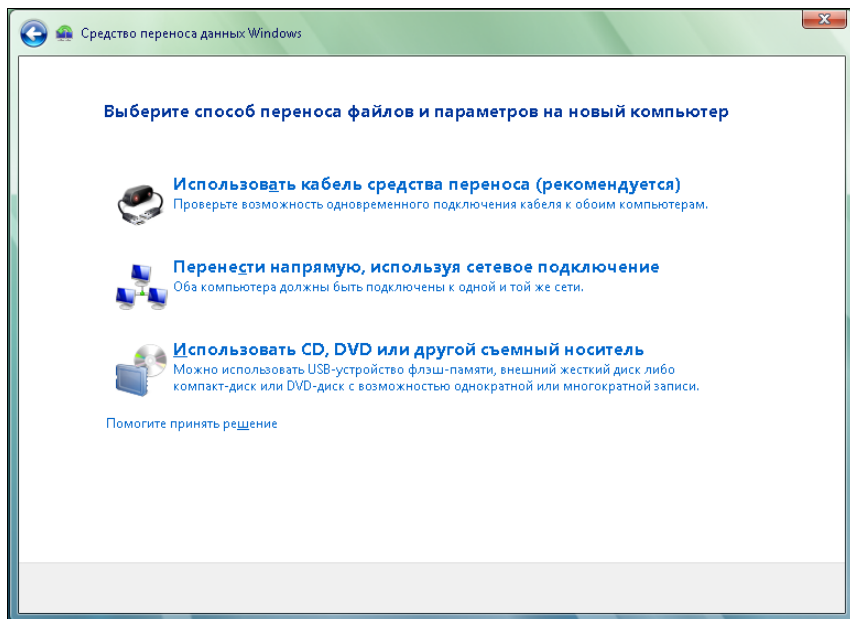 Средство переноса данных Windows
Выберите способ переноса файлов и параметров на новый компьютер
Использовать кабель средства переноса (рекомендуется)
Проверьте возможность одновременного подключения кабеля к обоим компьютерам.
Перенести напрямую, используя сетевое подключение
Оба компьютера должны быть подключены к одной и той же сети.
Использовать CD, DVD или другой съемный носитель
Можно использовать USB-устройство флэш-памяти, внешний жесткий диск либо
компакт-диск или DVD-диск с возможностью однократной или многократной записи.
Помогите принять решение